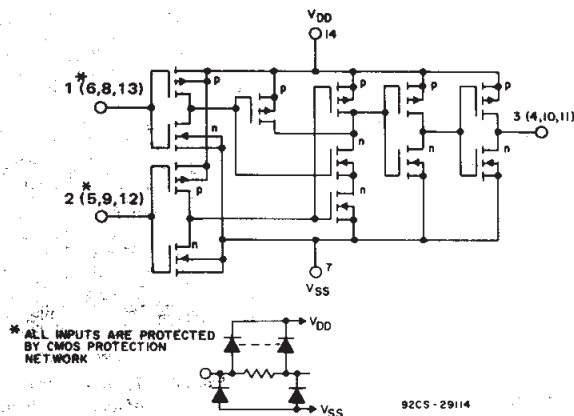 VDD
14
*
1 (6,8,13)
p
p
p
p
p
n
n
n
n
3 (4,10,11)
*
2 (5,9,12)
p
n
n
7
VSS
* ALL INPUTS ARE PROTECTED
BY CMOS PROTECTION
NETWORK
VDD
VSS
92CS-29114